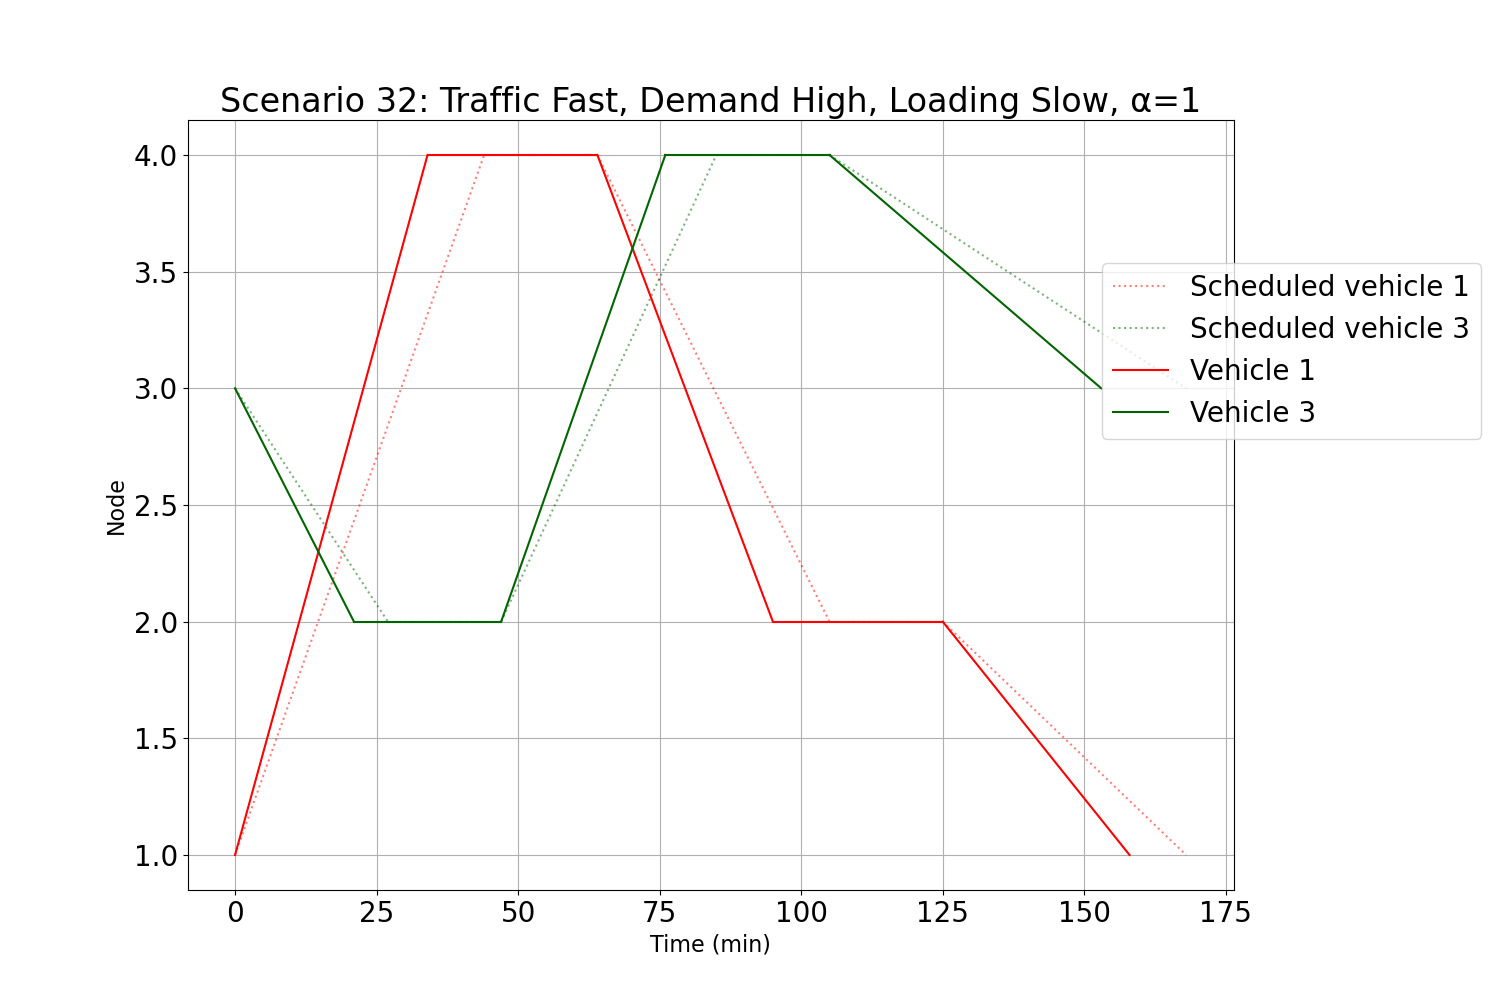 Scenario 32: Traffic Fast, Demand High, Loading Slow, α=1
4.0
3.5
3.0
2.5
2.0
1.5
1.0
Node
0 25 50 75 100 125 150 175
Time (min)
Scheduled vehicle 1
Scheduled vehicle 3
Vehicle 1
Vehicle 3